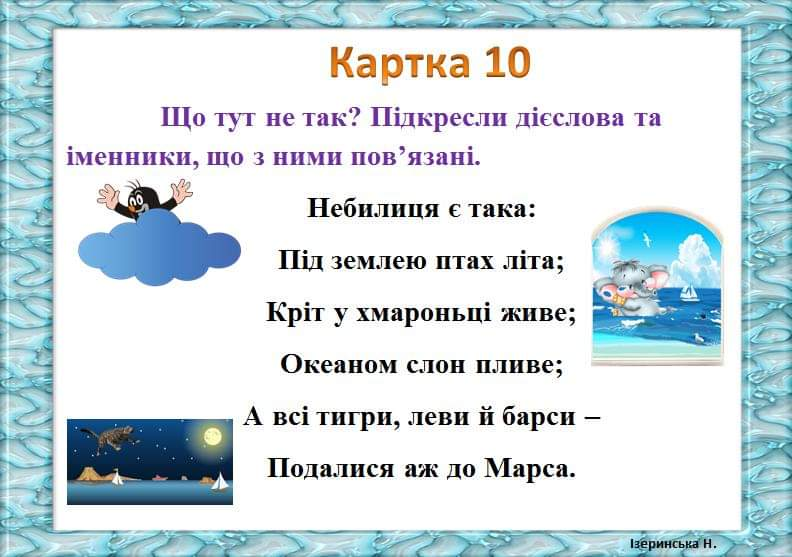 Картка 10
Що тут не так? Підкресли дієслова та
іменники, що з ними пов’язані.
Небилиця є така:
Під землею птах літа;
Кріт у хмароньці живе;
Океаном слон пливе;
А всі тигри, леви й барси –
Подалися аж до Марса.
Ізеринська Н.